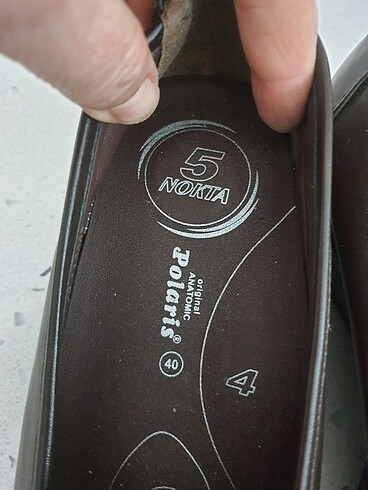 5
NOKTA
Polaris®
original
ANATOMIC
40
4